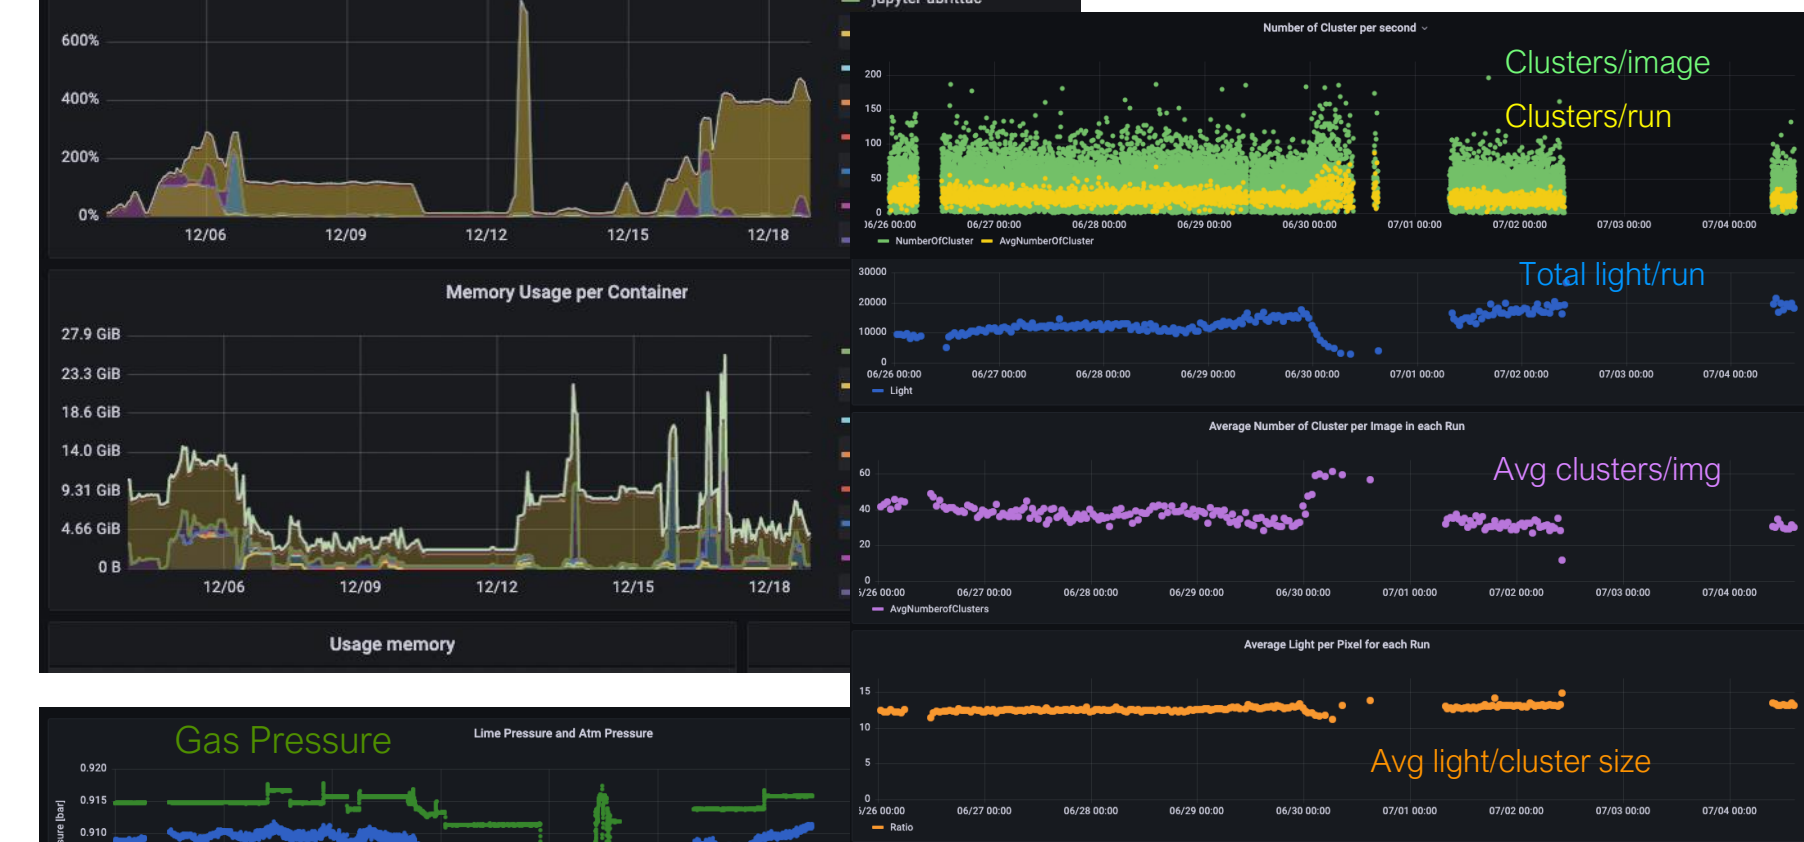 jupyter-abrittac
600%
400%
200%
0%
12/06 12/09 12/12 12/15 12/18
Memory Usage per Container
27.9 GiB
23.3 GiB
18.6 GiB
14.0 GiB
9.31 GiB
4.66 GiB
0 B
12/06 12/09 12/12 12/15 12/18
Usage memory
Gas Pressure
Lime Pressure and Atm Pressure
0.920
0.915
0.910
[bar]
Number of Cluster per second
Clusters/image
Clusters/run
200
150
100
50
0
06/27 00:00 06/28 00:00 06/29 00:00 06/30 00:00 07/01 00:00 07/02 00:00 07/03 00:00 07/04 00:00
NumberOfCluster AvgNumberOfCluster
Total light/run
30000
20000
10000
0
06/26 00:00 06/27 00:00 06/28 00:00 06/29 00:00 06/30 00:00 07/01 00:00 07/02 00:00 07/03 00:00 07/04 00:00
Light
Average Number of Cluster per Image in each Run
Avg clusters/img
60
40
20
0
/26 00:00 06/27 00:00 06/28 00:00 06/29 00:00 06/30 00:00 07/01 00:00 07/02 00:00 07/03 00:00 07/04 00:00
AvgNumberofClusters
Average Light per Pixel for each Run
15
10
5
0
Avg light/cluster size
/26 00:00 06/27 00:00 06/28 00:00 06/29 00:00 06/30 00:00 07/01 00:00 07/02 00:00 07/03 00:00 07/04 00:00
Ratio